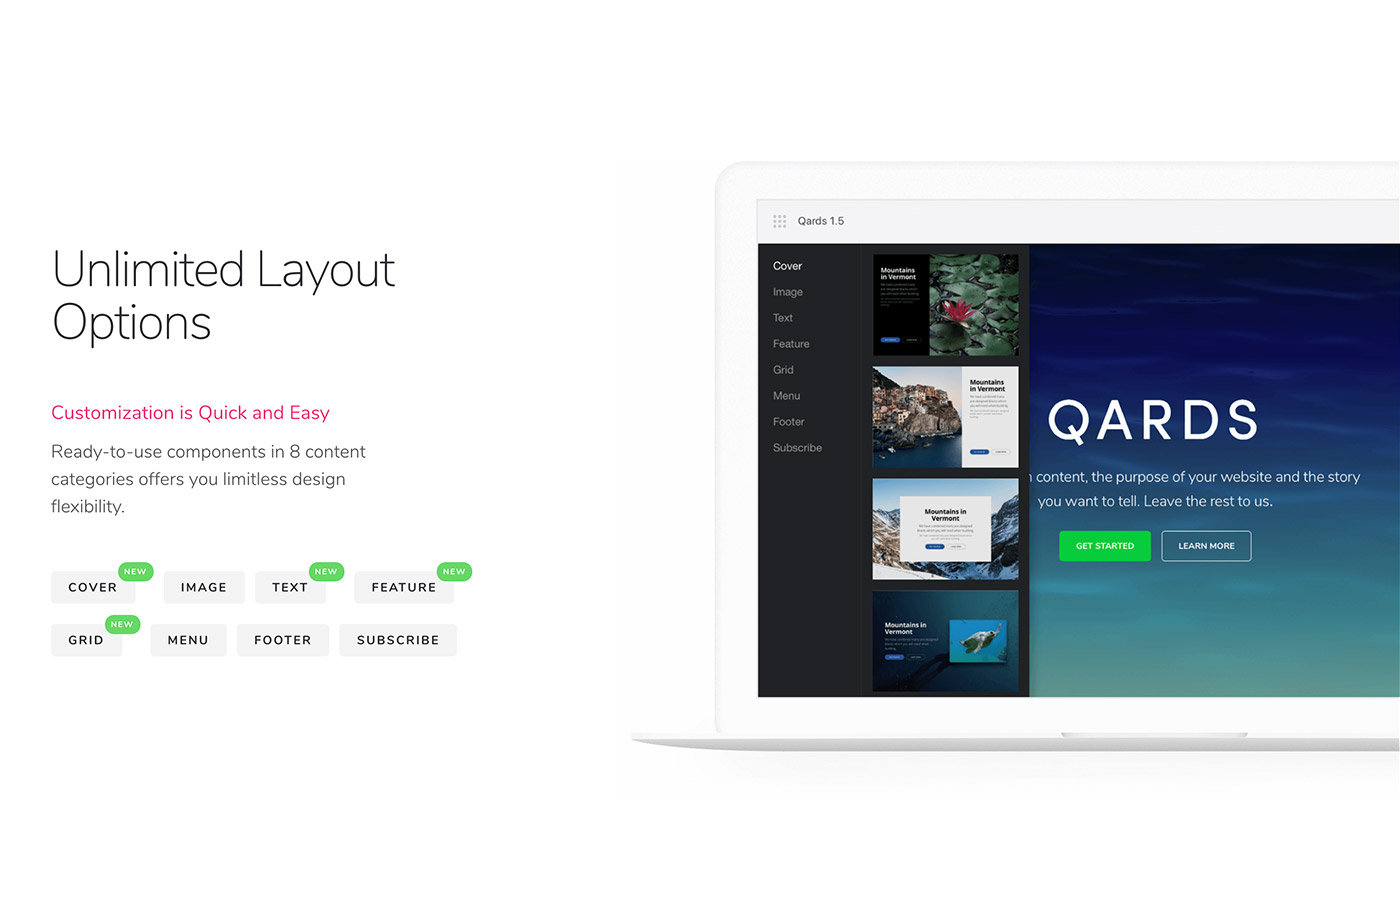 Unlimited Layout
Options
Customization is Quick and Easy
Ready-to-use components in 8 content
categories offers you limitless design
flexibility.
COVER NEW
IMAGE
TEXT NEW
FEATURE NEW
GRID NEW
MENU
FOOTER
SUBSCRIBE
Qards 1.5
Cover
Image
Text
Feature
Grid
Menu
Footer
Subscribe
Mountains
in Vermont
Mountains
in Vermont
Mountains in
Vermont
Mountains in
Vermont
QARDS
content, the purpose of your website and the story
you want to tell. Leave the rest to us.
GET STARTED
LEARN MORE